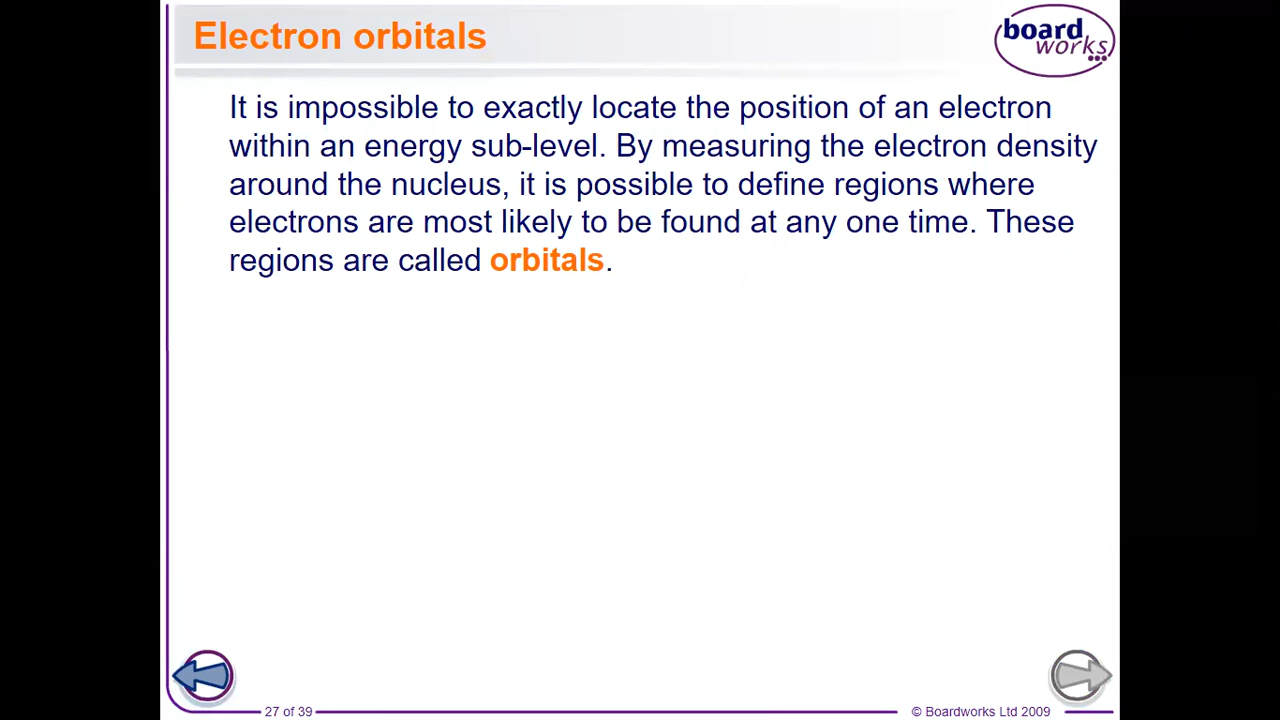 Electron orbitals
board
works
It is impossible to exactly locate the position of an electron
within an energy sub-level. By measuring the electron density
around the nucleus, it is possible to define regions where
electrons are most likely to be found at any one time. These
regions are called orbitals.
27 of 39
© Boardworks Ltd 2009